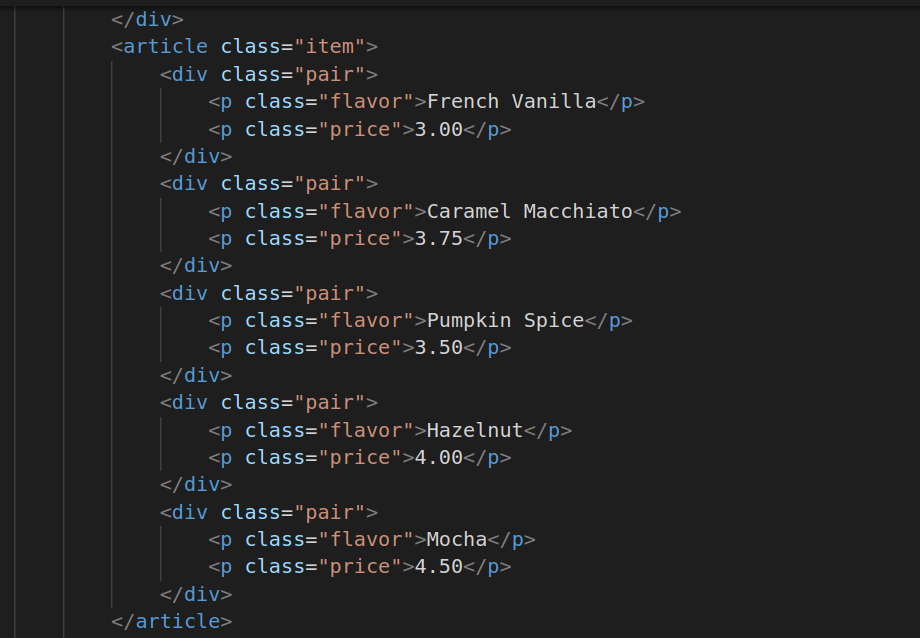 </div>
<article class="item">
<div class="pair">
<p class="flavor">French Vanilla</p>
<p class="price">3.00</p>
</div>
<div class="pair">
<p class="flavor">Caramel Macchiato</p>
<p class="price">3.75</p>
</div>
<div class="pair">
<p class="flavor">Pumpkin Spice</p>
<p class="price">3.50</p>
</div>
<div class="pair">
<p class="flavor">Hazelnut</p>
<p class="price">4.00</p>
</div>
<div class="pair">
<p class="flavor">Mocha</p>
<p class="price">4.50</p>
</div>
</article>